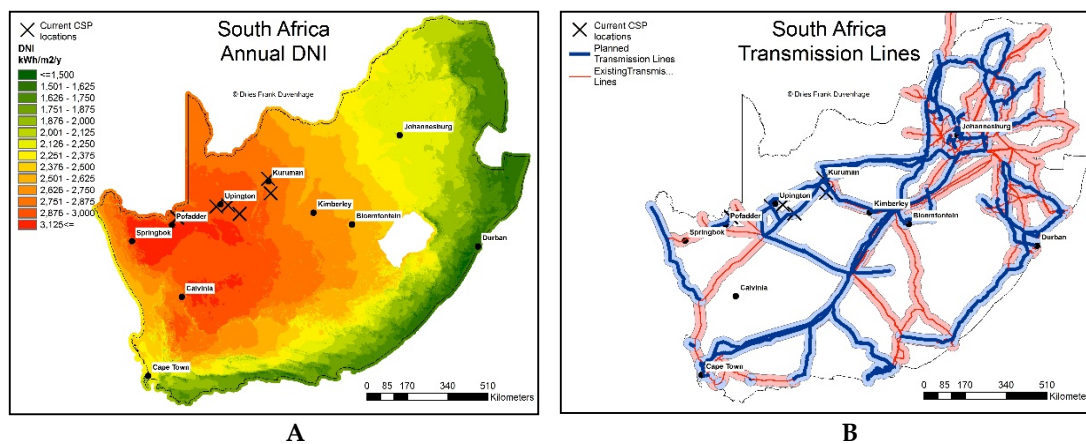 South Africa
Annual DNI
Current CSP
locations
DNI
kWh/m2/y
<=1,500
1,501 - 1,625
1,626 - 1,750
1,751 - 1,875
1,876 - 2,000
2,001 - 2,125
2,126 - 2,250
2,251 - 2,375
2,376 - 2,500
2,501 - 2,625
2,626 - 2,750
2,751 - 2,875
2,876 - 3,000
3,125<=
© Dries Frank Duvenhage
Johannesburg
Kuruman
Upington
Kimberley
Pofadder
Bloemfontein
Springbok
Durban
Calvinia
Cape Town
0 85 170 340 510
Kilometers
A
South Africa
Transmission Lines
Current CSP
locations
Planned
Transmission Lines
ExistingTransmis...
Lines
Johannesburg
Kuruman
Upington
Kimberley
Pofadder
Bloemfontein
Springbok
Durban
Calvinia
Cape Town
0 85 170 340 510
Kilometers
B